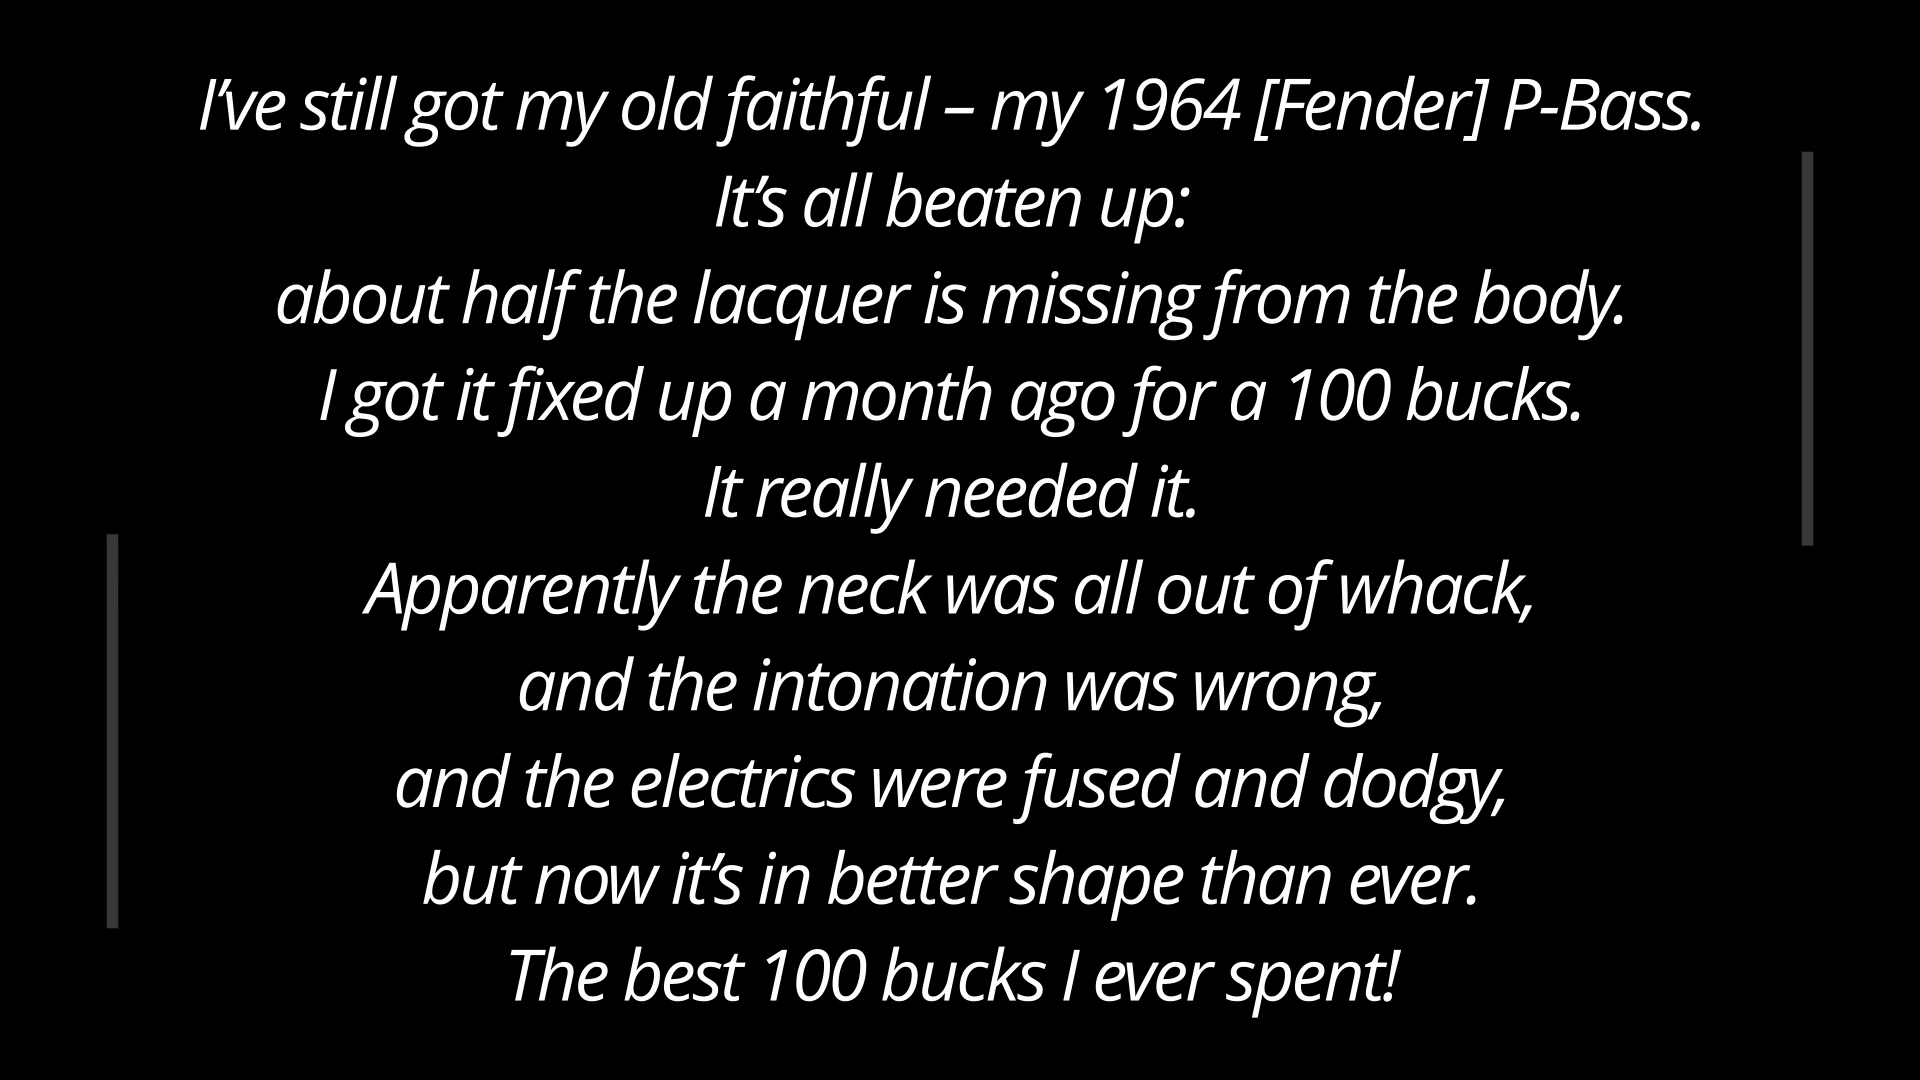 I’ve still got my old faithful – my 1964 [Fender] P-Bass.
It’s all beaten up:
about half the lacquer is missing from the body.
I got it fixed up a month ago for a 100 bucks.
It really needed it.
Apparently the neck was all out of whack,
and the intonation was wrong,
and the electrics were fused and dodgy,
but now it’s in better shape than ever.
The best 100 bucks I ever spent!